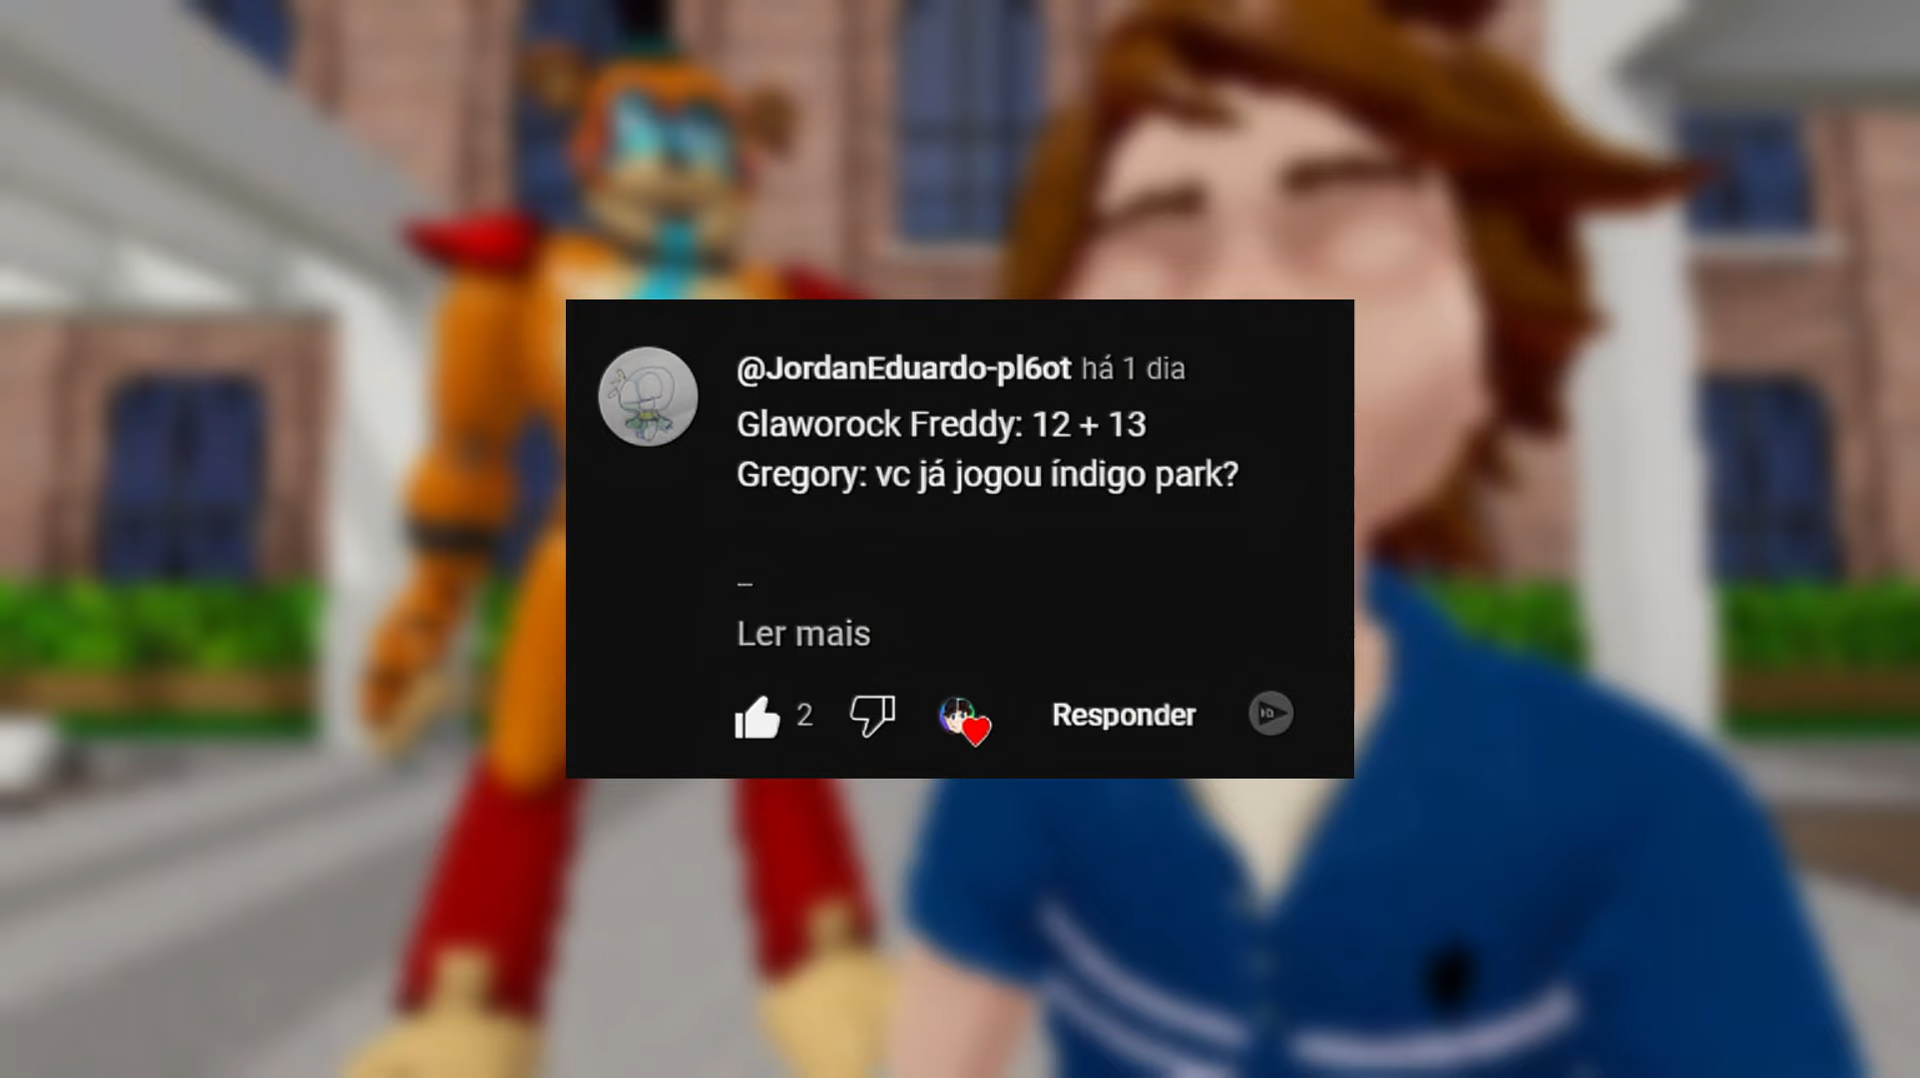 @JordanEduardo-pl6ot há 1 dia
Glaworock Freddy: 12 + 13
Gregory: vc já jogou índigo park?
_
Ler mais
2
Responder